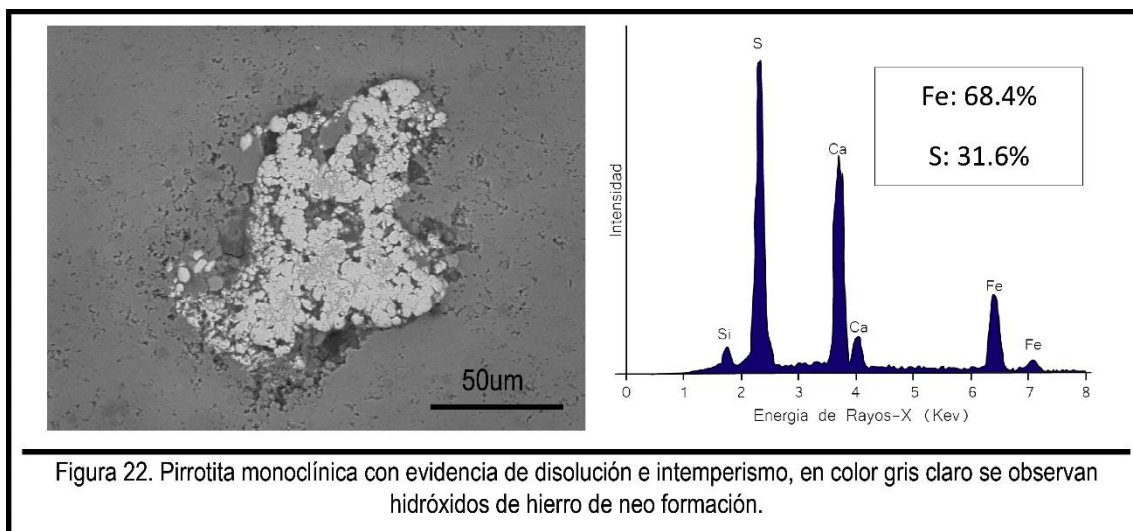 50um
Fe: 68.4%
S: 31.6%
S
Ca
Si
Ca
Fe
Fe
Intensidad
0 1 2 3 4 5 6 7 8
Energia de Rayos-X (Kev)
Figura 22. Pirrotita monoclínica con evidencia de disolución e intemperismo, en color gris claro se observan
hidróxidos de hierro de neo formación.